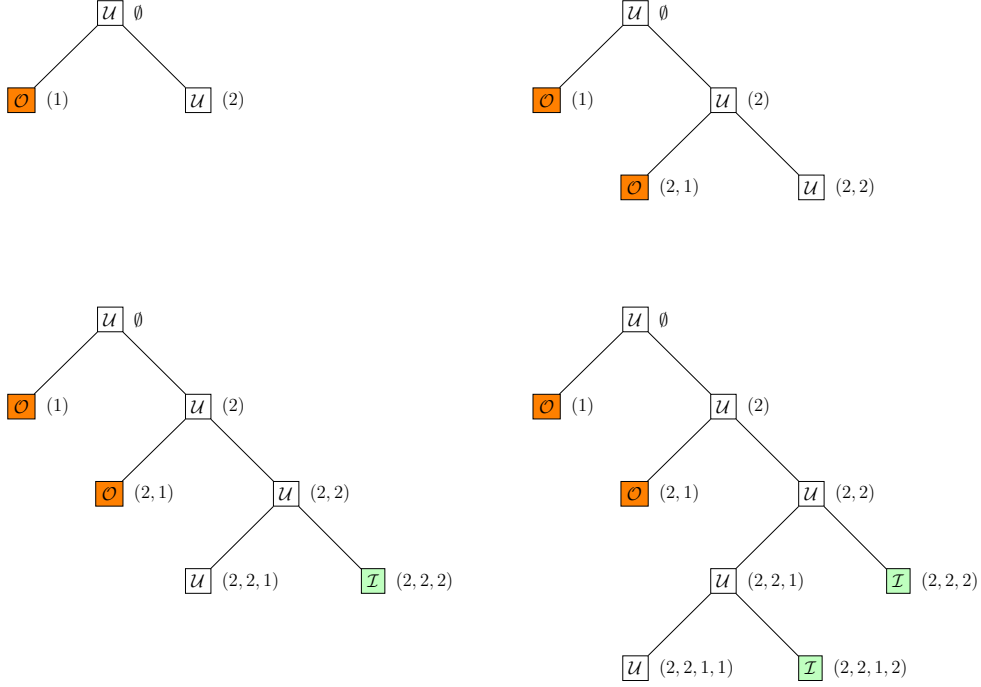 𝒰 ∅ 𝒰 ∅
𝒪 (1) 𝒰 (2) 𝒪 (1) 𝒰 (2)
𝒪 (2, 1) 𝒰 (2, 2)
𝒰 ∅ 𝒰 ∅
𝒪 (1) 𝒰 (2) 𝒪 (1) 𝒰 (2)
𝒪 (2, 1) 𝒰 (2, 2) 𝒪 (2, 1) 𝒰 (2, 2)
𝒰 (2, 2, 1) ℐ (2, 2, 2) 𝒰 (2, 2, 1) ℐ (2, 2, 2)
𝒰 (2, 2, 1, 1) ℐ (2, 2, 1, 2)